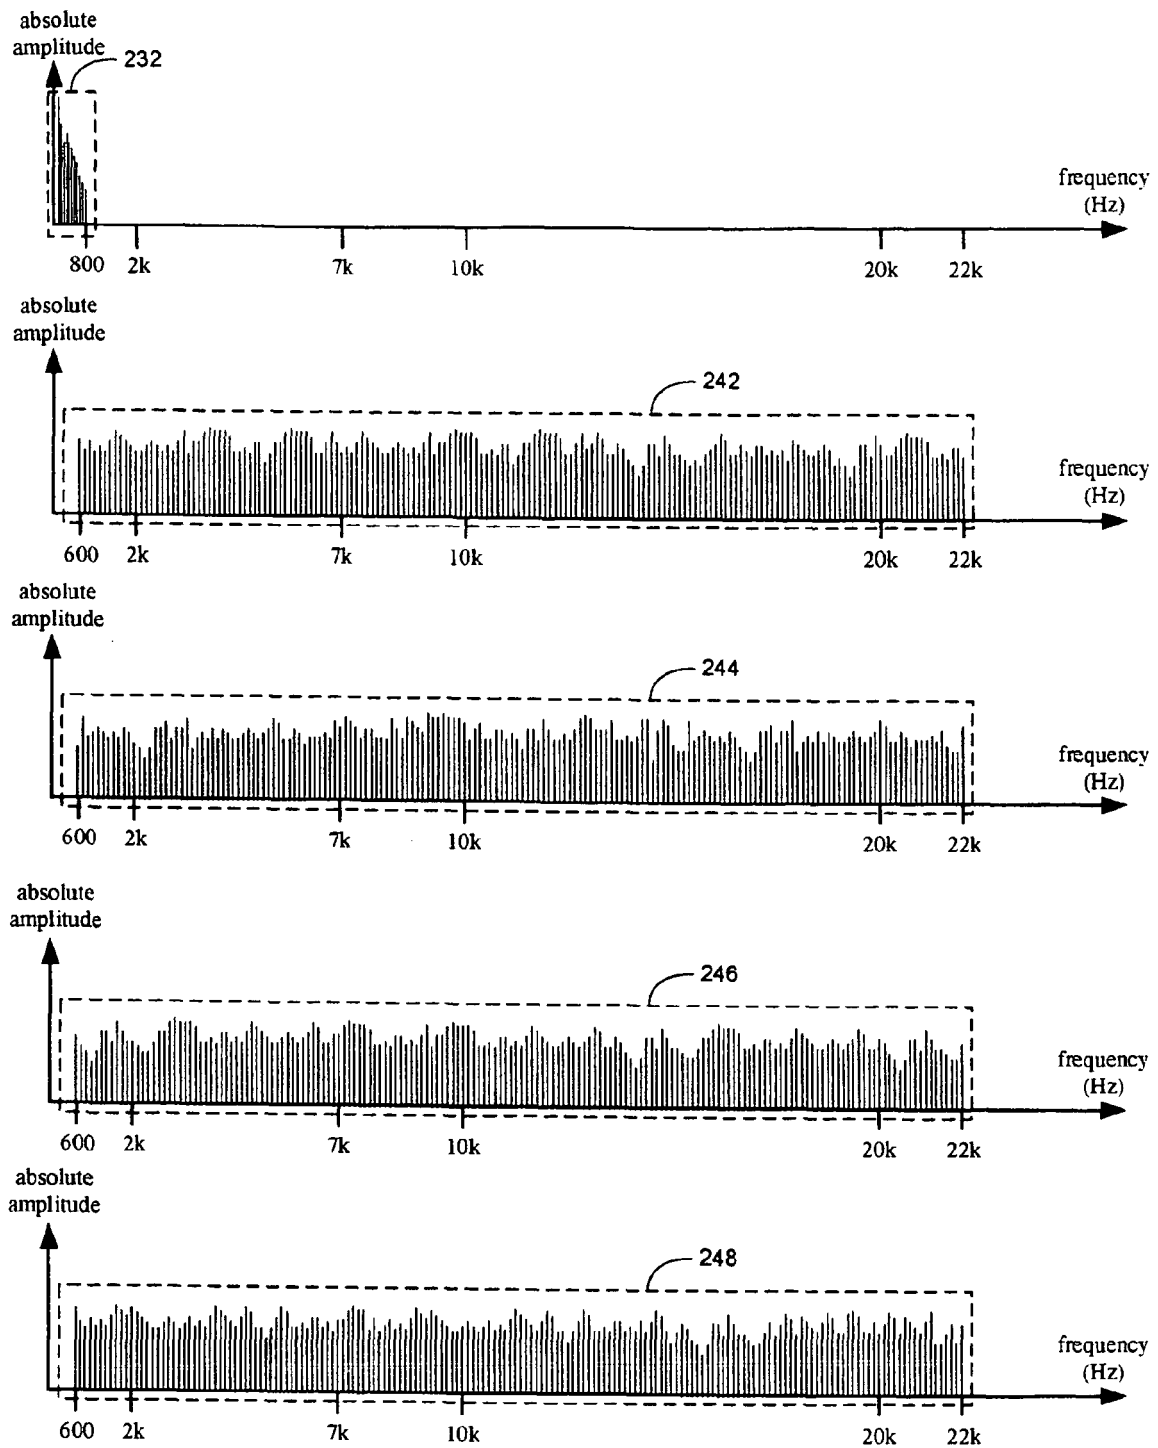 absolute
amplitude
232
frequency
(Hz)
800 2k 7k 10k 20k 22k
absolute
amplitude
242
frequency
(Hz)
600 2k 7k 10k 20k 22k
absolute
amplitude
244
frequency
(Hz)
600 2k 7k 10k 20k 22k
absolute
amplitude
246
frequency
(Hz)
600 2k 7k 10k 20k 22k
absolute
amplitude
248
frequency
(Hz)
600 2k 7k 10k 20k 22k